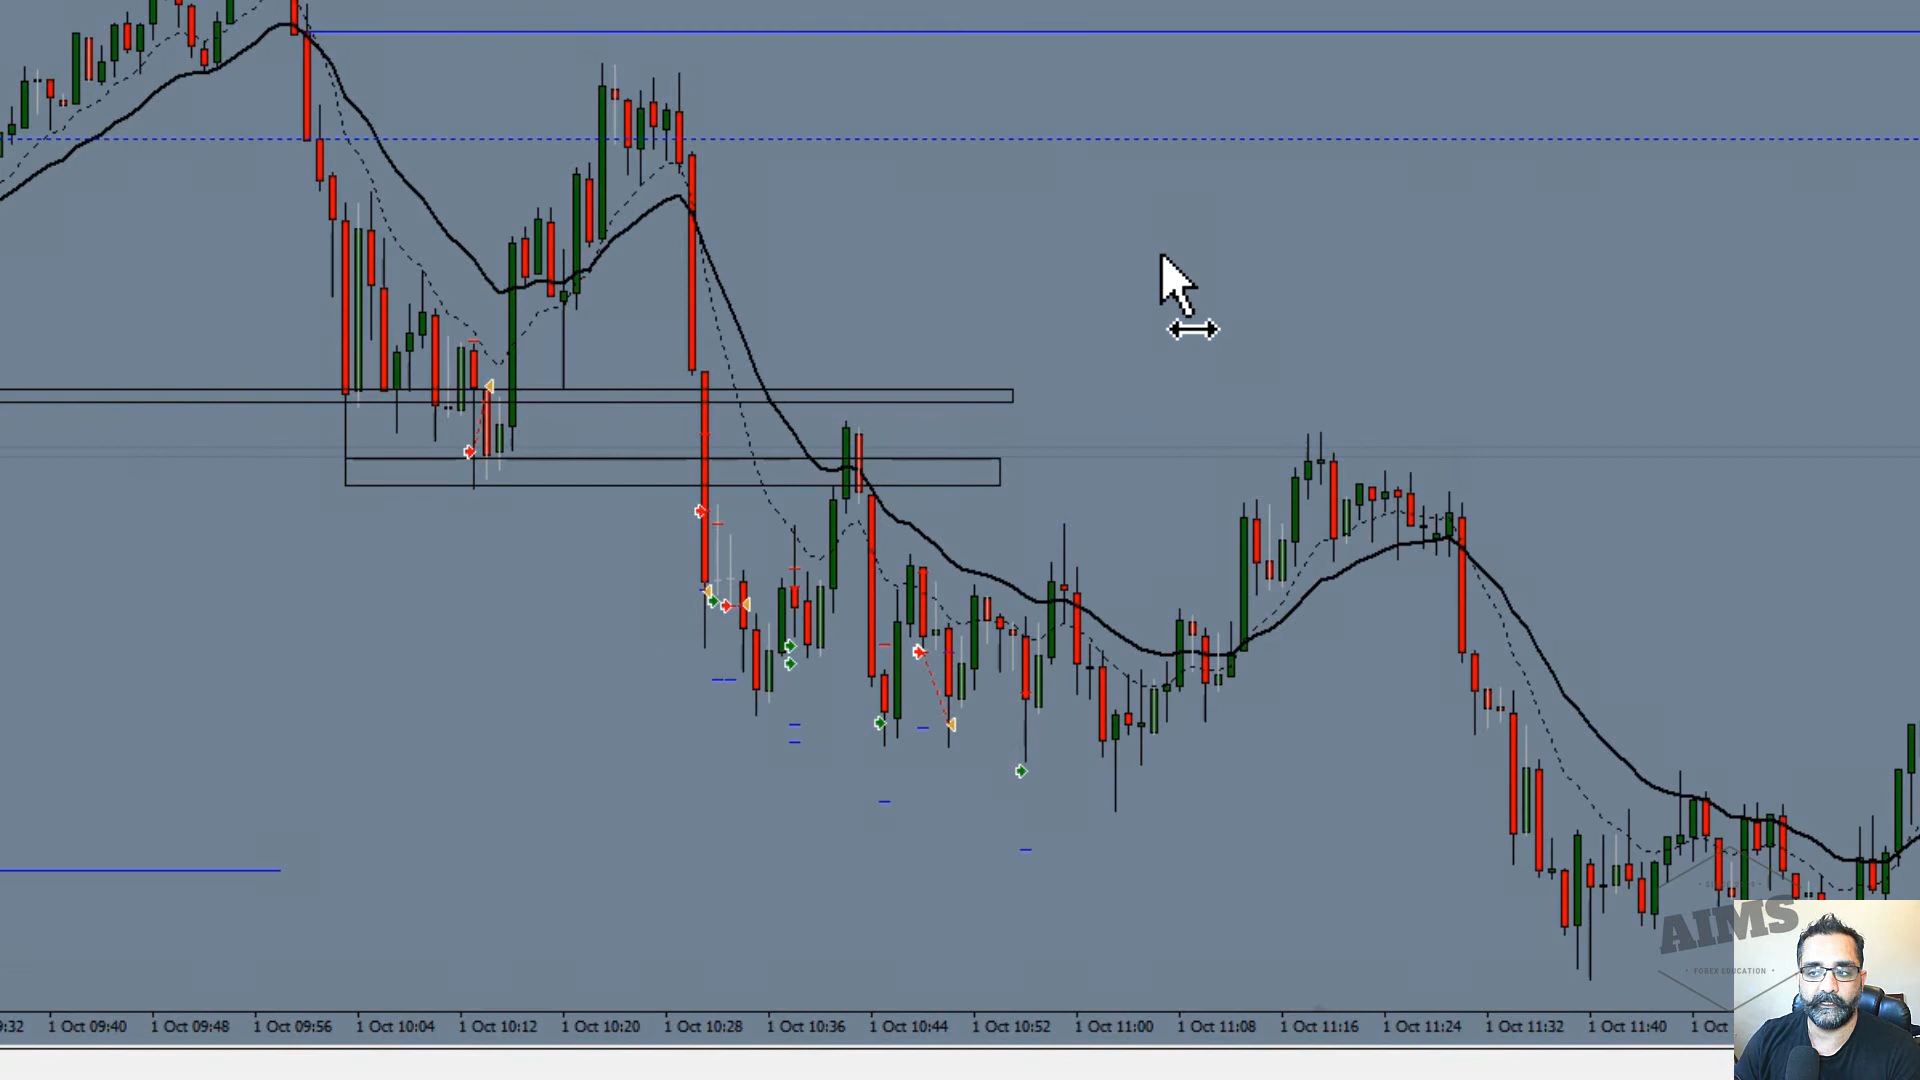 9:32 1 Oct 09:40 1 Oct 09:48 1 Oct 09:56 1 Oct 10:04 1 Oct 10:12 1 Oct 10:20 1 Oct 10:28 1 Oct 10:36 1 Oct 10:44 1 Oct 10:52 1 Oct 11:00 1 Oct 11:08 1 Oct 11:16 1 Oct 11:24 1 Oct 11:32 1 Oct 11:40 1 Oct
AIMS
• FOREX EDUCATION •